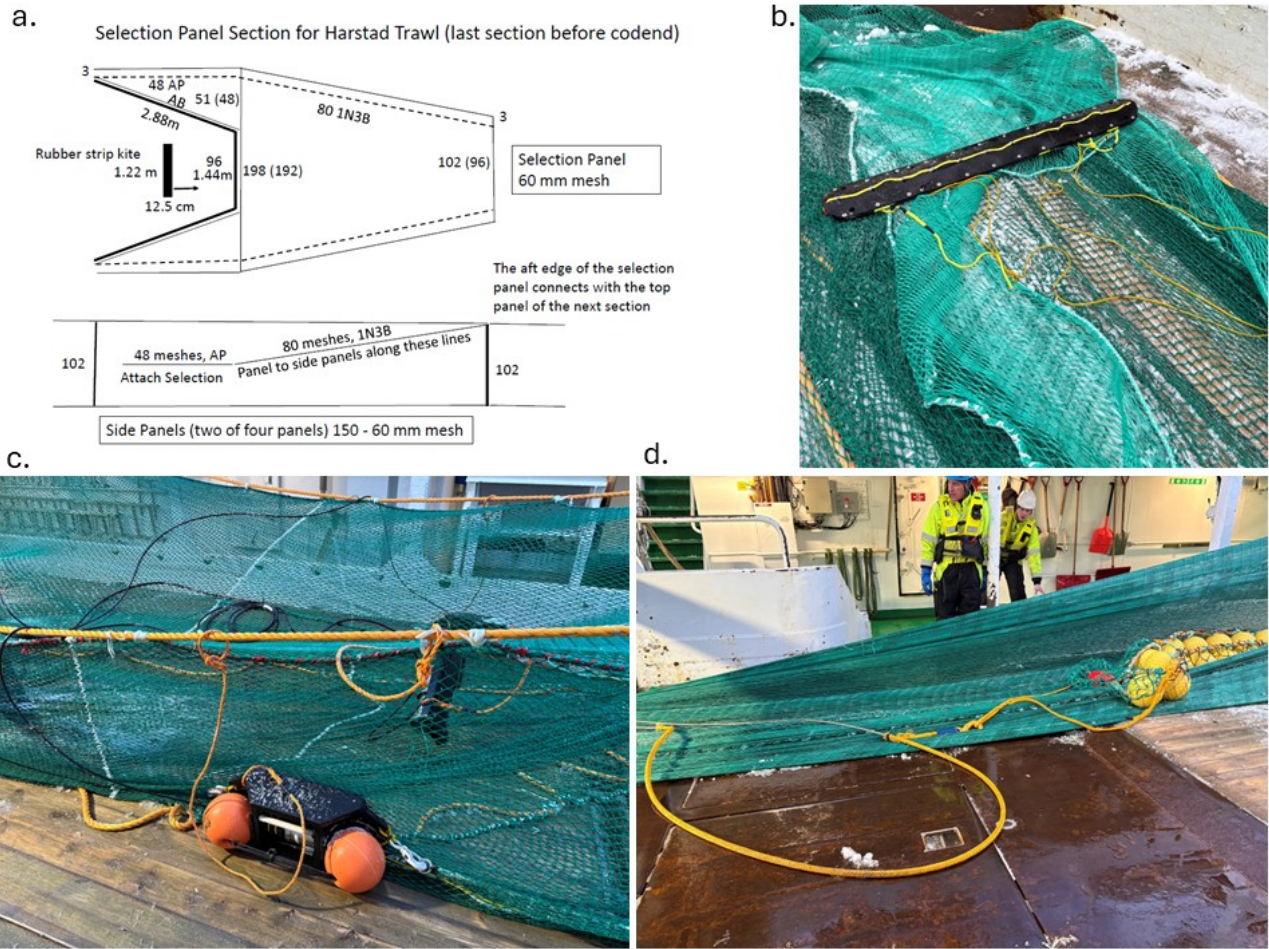 a.
Selection Panel Section for Harstad Trawl (last section before codend)
3
48 AP
AB
51 (48)
2.88m
80 1N3B
3
Rubber strip kite
1.22 m
96
1.44m
198 (192)
102 (96)
12.5 cm
Selection Panel
60 mm mesh
The aft edge of the selection
panel connects with the top
panel of the next section
102
48 meshes, AP
80 meshes, 1N3B
Attach Selection
Panel to side panels along these lines
102
Side Panels (two of four panels) 150 - 60 mm mesh
b.
c.
d.